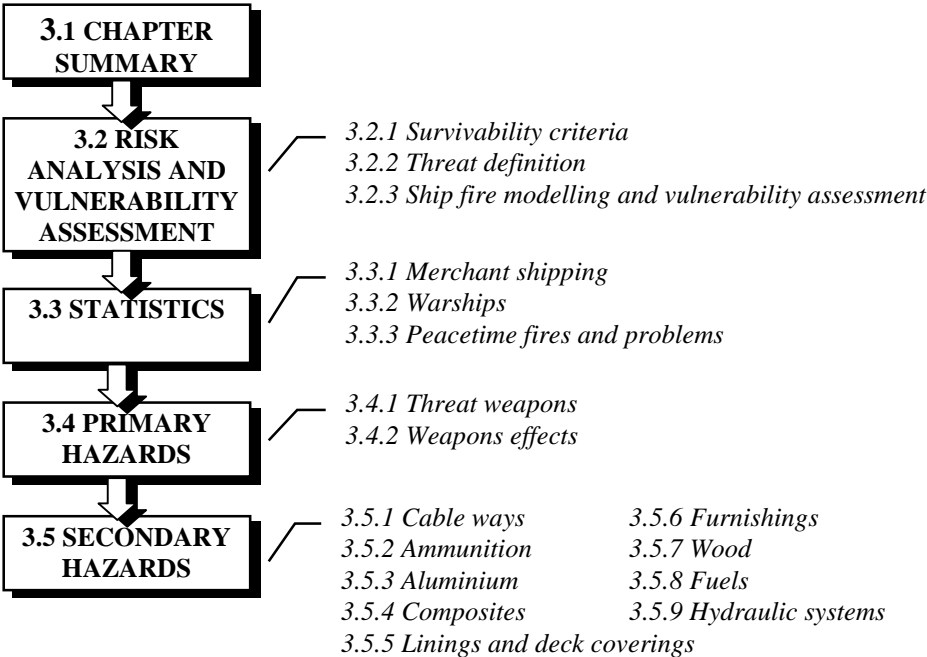 3.1 CHAPTER
SUMMARY
3.2 RISK
ANALYSIS AND
VULNERABILITY
ASSESSMENT
3.2.1 Survivability criteria
3.2.2 Threat definition
3.2.3 Ship fire modelling and vulnerability assessment
3.3 STATISTICS
3.3.1 Merchant shipping
3.3.2 Warships
3.3.3 Peacetime fires and problems
3.4 PRIMARY
HAZARDS
3.4.1 Threat weapons
3.4.2 Weapons effects
3.5 SECONDARY
HAZARDS
3.5.1 Cable ways
3.5.2 Ammunition
3.5.3 Aluminium
3.5.4 Composites
3.5.5 Linings and deck coverings
3.5.6 Furnishings
3.5.7 Wood
3.5.8 Fuels
3.5.9 Hydraulic systems